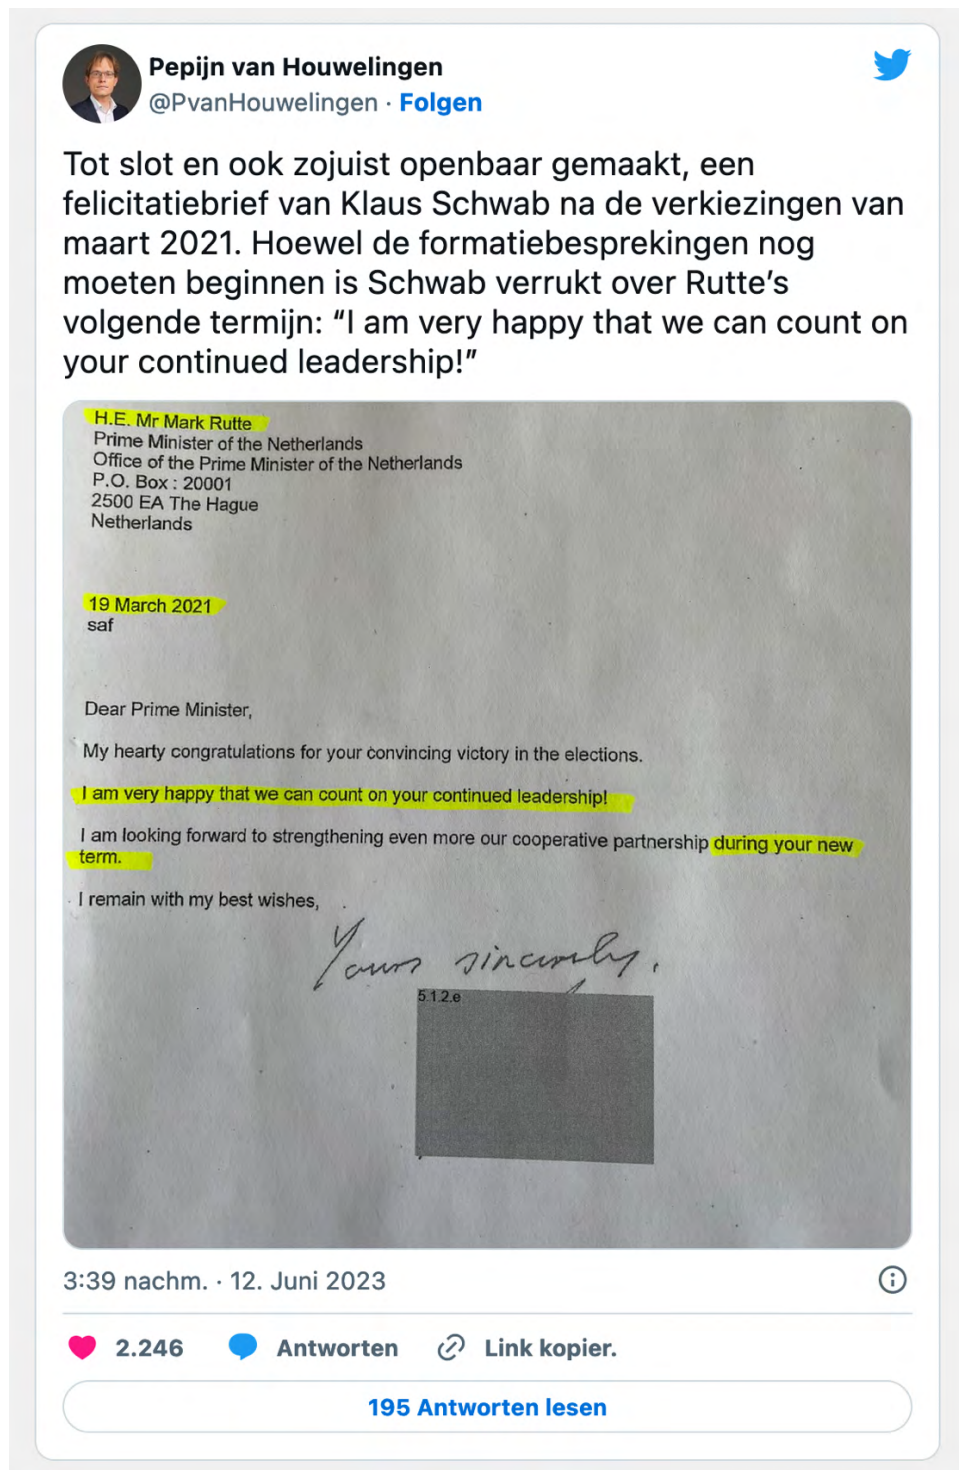 Pepijn van Houwelingen
@PvanHouwelingen · Folgen
Tot slot en ook zojuist openbaar gemaakt, een
felicitatiebrief van Klaus Schwab na de verkiezingen van
maart 2021. Hoewel de formatiebesprekingen nog
moeten beginnen is Schwab verrukt over Rutte’s
volgende termijn: “I am very happy that we can count on
your continued leadership!”
H.E. Mr Mark Rutte
Prime Minister of the Netherlands
Office of the Prime Minister of the Netherlands
P.O. Box : 20001
2500 EA The Hague
Netherlands
19 March 2021
saf
Dear Prime Minister,
My hearty congratulations for your convincing victory in the elections.
I am very happy that we can count on your continued leadership!
I am looking forward to strengthening even more our cooperative partnership during your new
term.
I remain with my best wishes,
Yours sincerely,
5.1.2.e
3:39 nachm. · 12. Juni 2023
2.246 Antworten Link kopier.
195 Antworten lesen